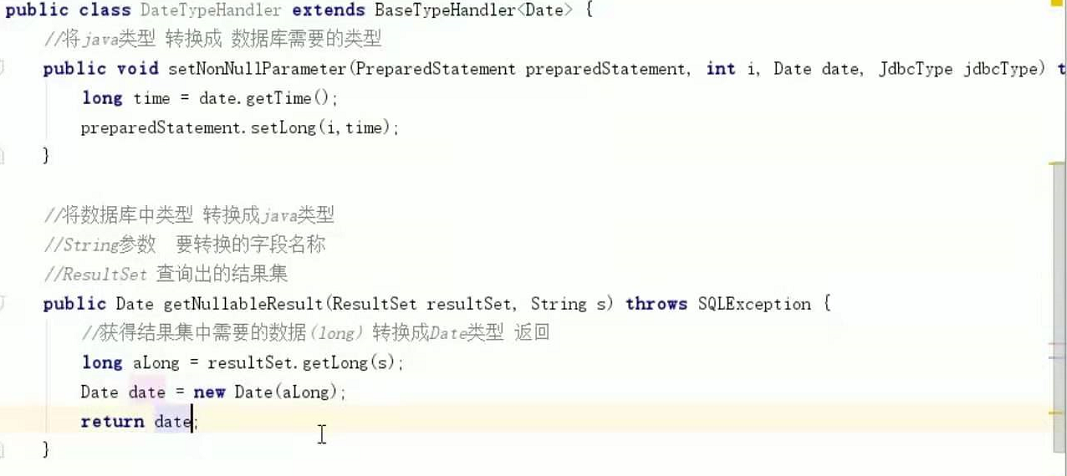 public class DateTypeHandler extends BaseTypeHandler<Date> {
//将java类型 转换成 数据库需要的类型
public void setNonNullParameter(PreparedStatement preparedStatement, int i, Date date, JdbcType jdbcType) t
long time = date.getTime();
preparedStatement.setLong(i,time);
}
//将数据库中类型 转换成java类型
//String参数  要转换的字段名称
//ResultSet 查询出的结果集
public Date getNullableResult(ResultSet resultSet, String s) throws SQLException {
//获得结果集中需要的数据(long) 转换成Date类型 返回
long aLong = resultSet.getLong(s);
Date date = new Date(aLong);
return date;
}